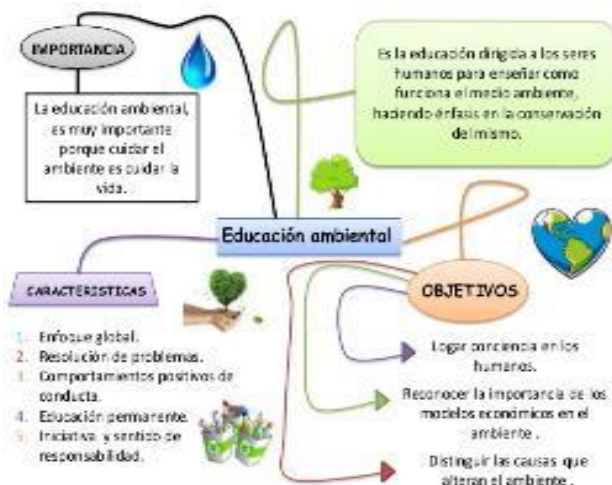 IMPORTANCIA
La educación ambiental,
es muy importante
porque cuidar el
ambiente es cuidar la
vida.
Es la educación dirigida a los seres
humanos para enseñar como
funciona el medio ambiente,
haciendo énfasis en la conservación
del mismo.
Educación ambiental
CARACTERISTICAS
1. Enfoque global.
2. Resolución de problemas.
3. Comportamientos positivos de
conducta.
4. Educación permanente.
5. Iniciativa y sentido de
responsabilidad.
OBJETIVOS
Logar conciencia en los
humanos.
Reconocer la importancia de los
modelos económicos en el
ambiente .
Distinguir las causas que
alteran el ambiente .